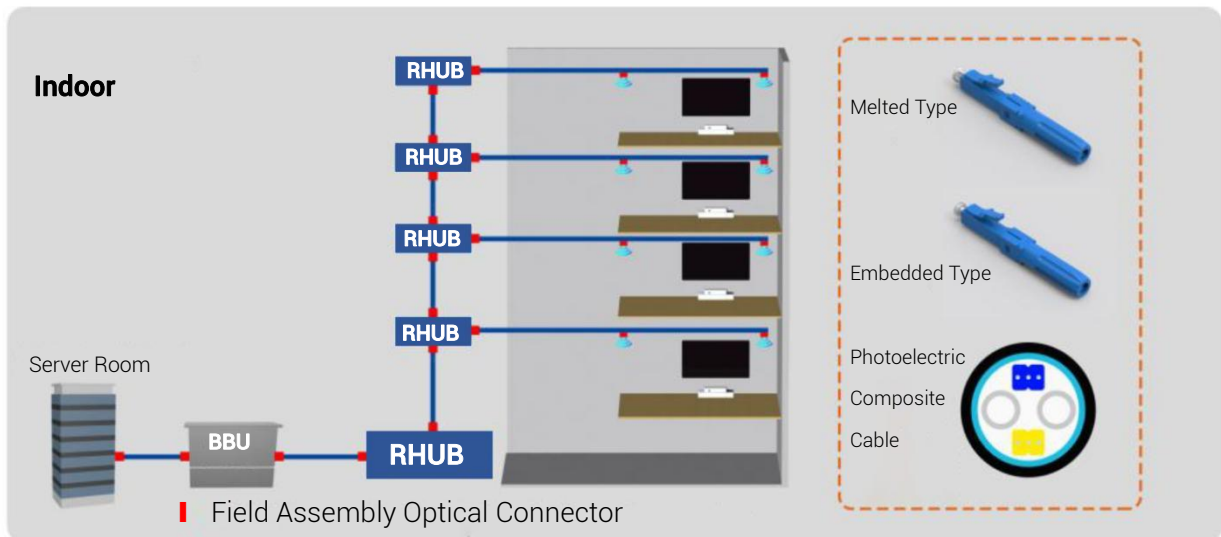 Indoor
RHUB
RHUB
RHUB
RHUB
Server Room
BBU
RHUB
Field Assembly Optical Connector
Melted Type
Embedded Type
Photoelectric
Composite
Cable